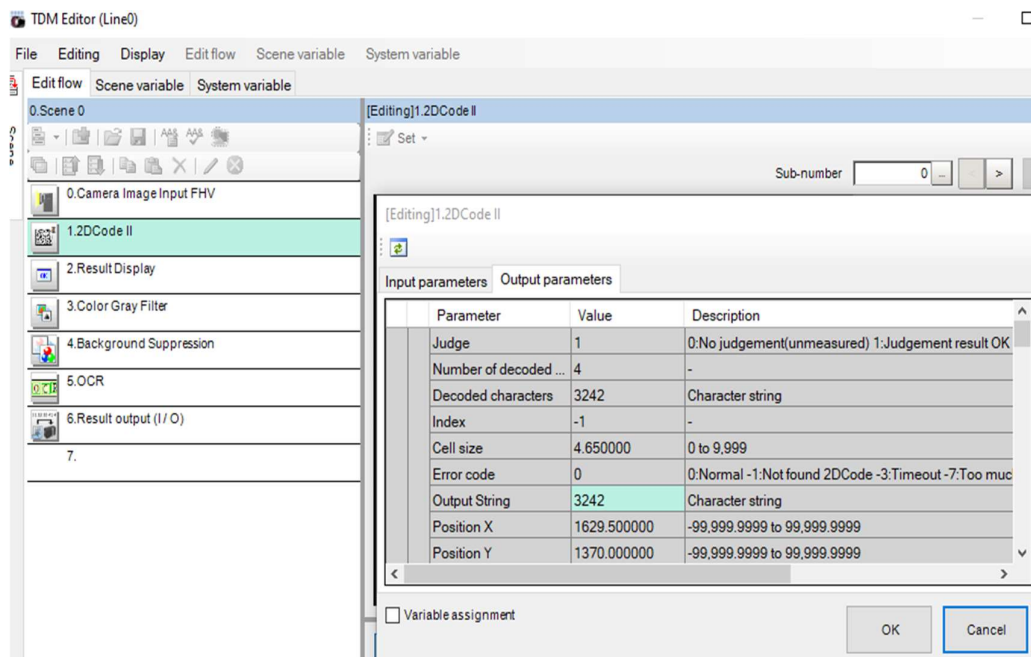 TDM Editor (Line0)
File Editing Display Edit flow Scene variable System variable
Edit flow Scene variable System variable
0.Scene 0
[Editing]1.2DCode II
Set
Sub-number 0 ... < >
0.Camera Image Input FHV
1.2DCode II
2.Result Display
3.Color Gray Filter
4.Background Suppression
5.OCR
6.Result output (I / O)
7.
[Editing]1.2DCode II
Input parameters Output parameters
Parameter Value Description
Judge 1 0:No judgement(unmeasured) 1:Judgement result OK
Number of decoded ... 4 -
Decoded characters 3242 Character string
Index -1 -
Cell size 4.650000 0 to 9,999
Error code 0 0:Normal -1:Not found 2DCode -3:Timeout -7:Too muc
Output String 3242 Character string
Position X 1629.500000 -99,999.9999 to 99,999.9999
Position Y 1370.000000 -99,999.9999 to 99,999.9999
Variable assignment
OK Cancel